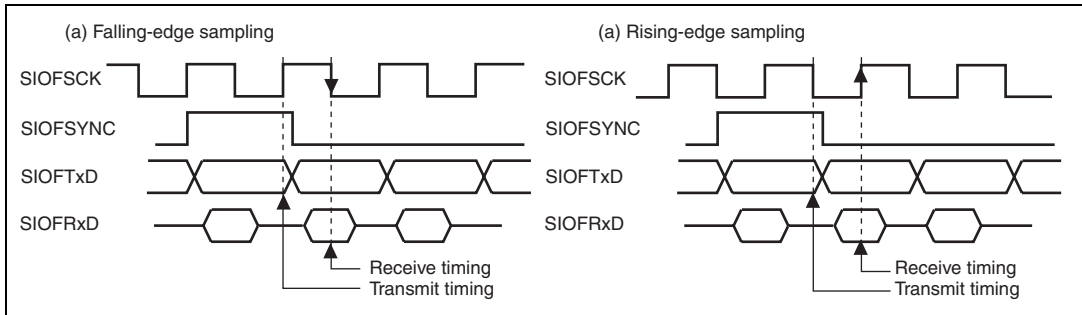 (a) Falling-edge sampling
SIOFSCK
SIOFSYNC
SIOFTxD
SIOFRxD
Receive timing
Transmit timing
(a) Rising-edge sampling
SIOFSCK
SIOFSYNC
SIOFTxD
SIOFRxD
Receive timing
Transmit timing